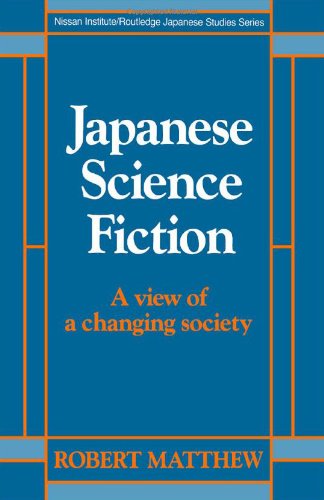 Nissan Institute/Routledge Japanese Studies Series
Japanese
Science
Fiction
A view of
a changing society
ROBERT MATTHEW